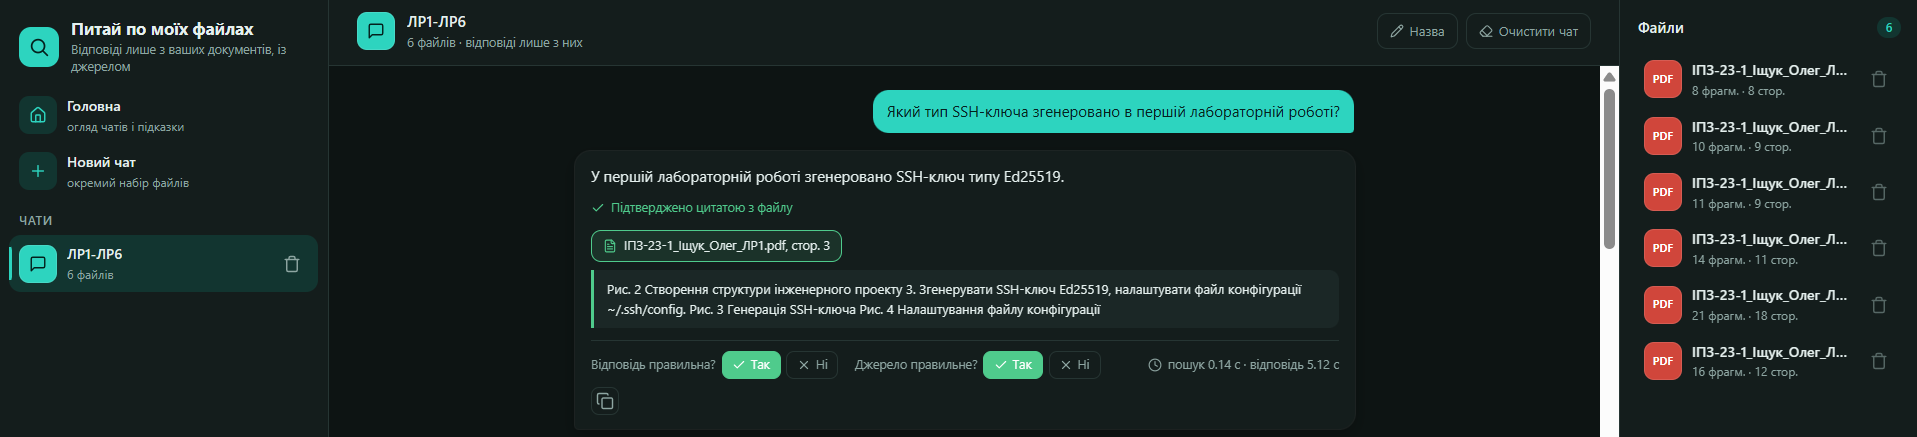 Питай по моїх файлах
Відповіді лише з ваших документів, із
джерелом
Головна
огляд чатів і підказки
Новий чат
окремий набір файлів
ЧАТИ
ЛР1-ЛР6
6 файлів
ЛР1-ЛР6
6 файлів · відповіді лише з них
Назва
Очистити чат
Який тип SSH-ключа згенеровано в першій лабораторній роботі?
У першій лабораторній роботі згенеровано SSH-ключ типу Ed25519.
Підтверджено цитатою з файлу
ІПЗ-23-1_Іщук_Олег_ЛР1.pdf, стор. 3
Рис. 2 Створення структури інженерного проекту 3. Згенерувати SSH-ключ Ed25519, налаштувати файл конфігурації
~/.ssh/config. Рис. 3 Генерація SSH-ключа Рис. 4 Налаштування файлу конфігурації
Відповідь правильна? Так Ні Джерело правильне? Так Ні пошук 0.14 с · відповідь 5.12 с
Файли 6
PDF
ІПЗ-23-1_Іщук_Олег_Л...
8 фрагм. · 8 стор.
PDF
ІПЗ-23-1_Іщук_Олег_Л...
10 фрагм. · 9 стор.
PDF
ІПЗ-23-1_Іщук_Олег_Л...
11 фрагм. · 9 стор.
PDF
ІПЗ-23-1_Іщук_Олег_Л...
14 фрагм. · 11 стор.
PDF
ІПЗ-23-1_Іщук_Олег_Л...
21 фрагм. · 18 стор.
PDF
ІПЗ-23-1_Іщук_Олег_Л...
16 фрагм. · 12 стор.